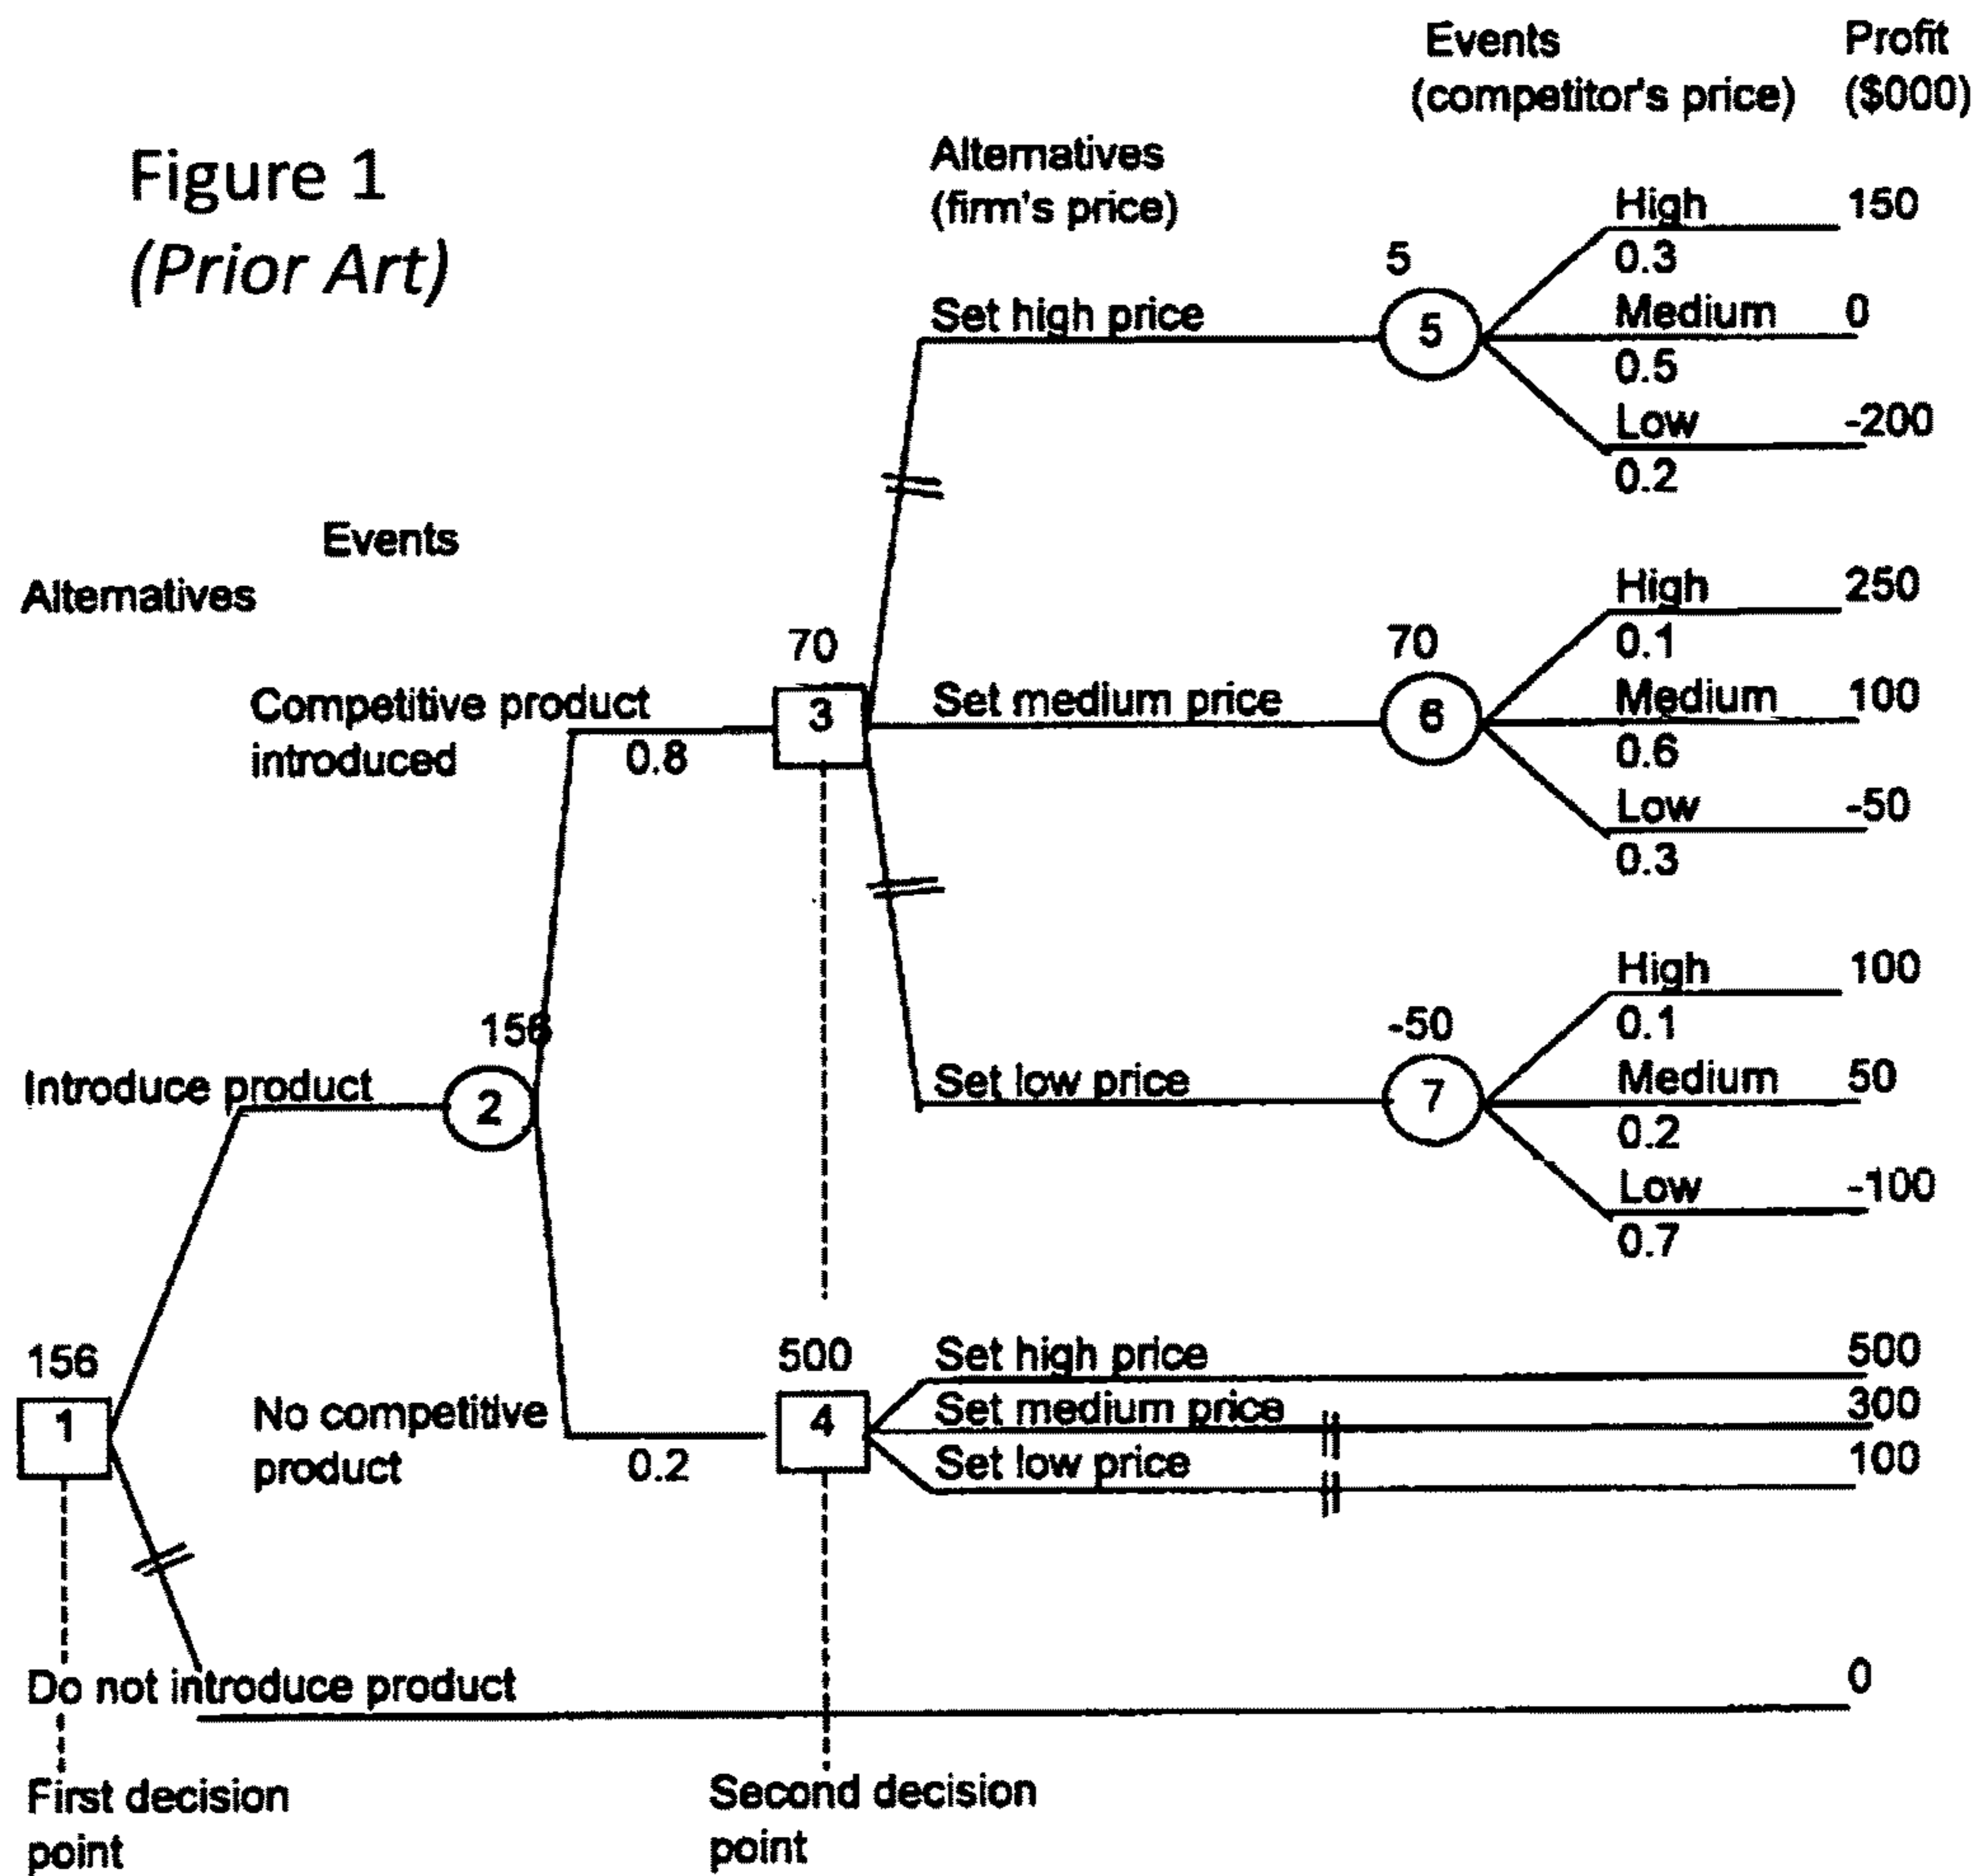 Figure 1
(Prior Art)
Events
(competitor's price)
Profit
($000)
Alternatives
(firm's price)
Alternatives
Events
High
150
0.3
5
Set high price
5
Medium
0
0.5
Low
-200
0.2
High
250
0.1
70
70
Competitive product
introduced
0.8
3
Set medium price
6
Medium
100
0.6
Low
-50
0.3
High
100
0.1
156
-50
Introduce product
2
Set low price
7
Medium
50
0.2
Low
-100
0.7
156
1
No competitive
product
0.2
500
4
Set high price
500
Set medium price
300
Set low price
100
Do not introduce product
0
First decision
point
Second decision
point